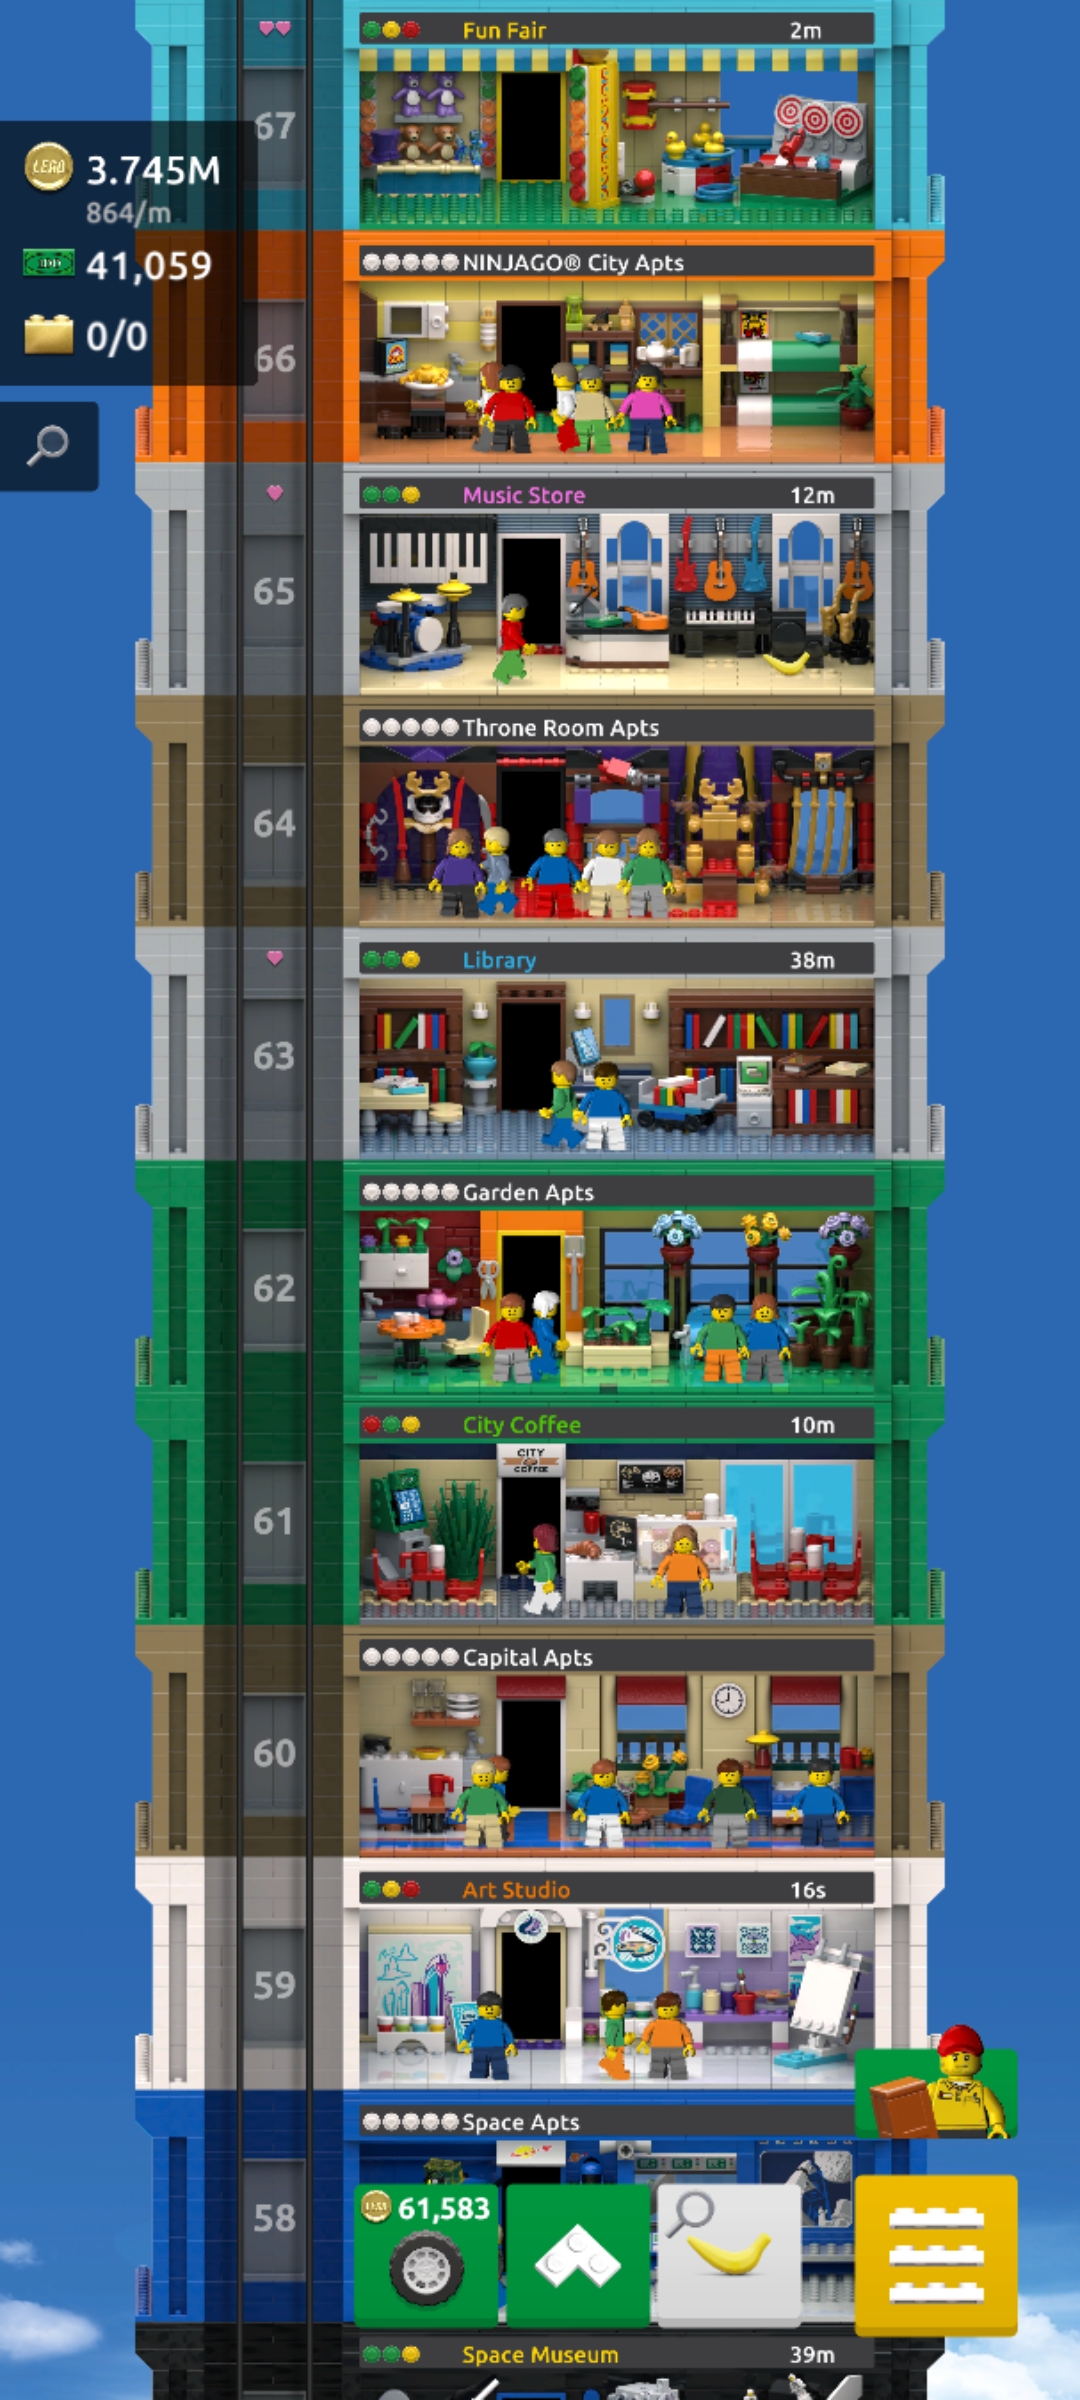 Fun Fair 2m
67
LEGO 3.745M
864/m
41,059
0/0
NINJAGO® City Apts
66
Music Store 12m
65
Throne Room Apts
64
Library 38m
63
Garden Apts
62
City Coffee 10m
CITY
COFFEE
61
Capital Apts
60
Art Studio 16s
59
Space Apts
58
61,583
Space Museum 39m